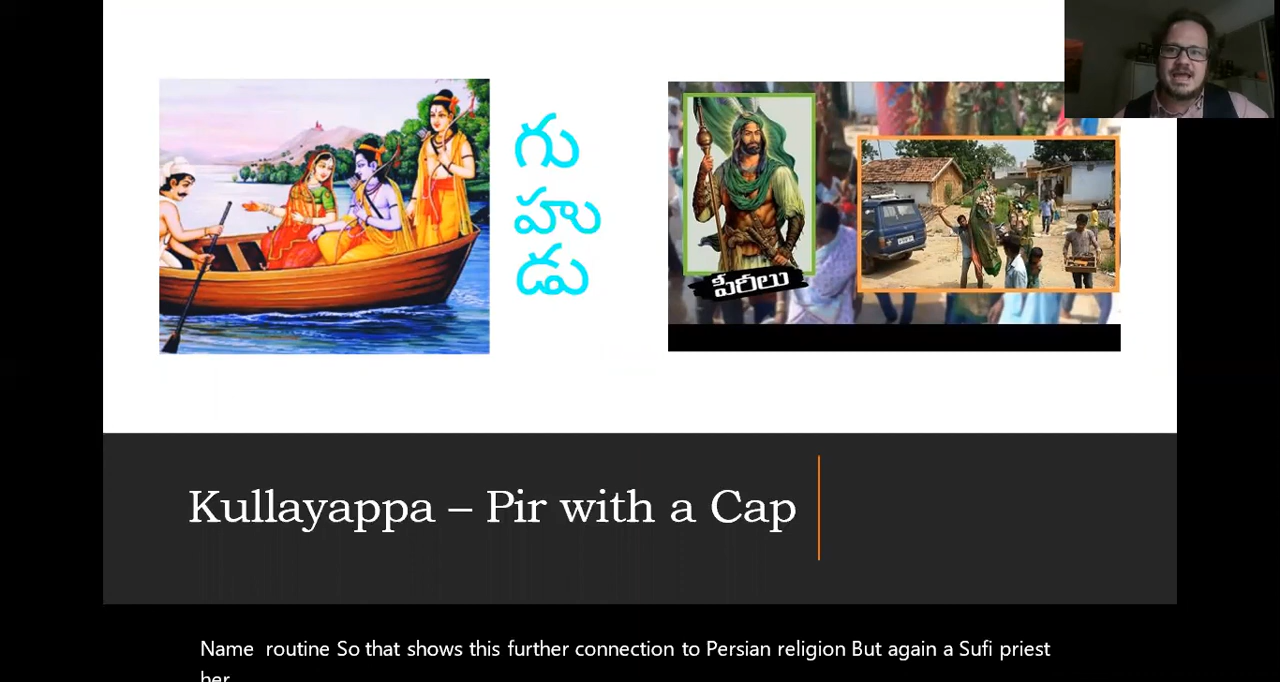 గు
హు
డు
పీరీలు
Kullayappa – Pir with a Cap
Name routine So that shows this further connection to Persian religion But again a Sufi priest
her